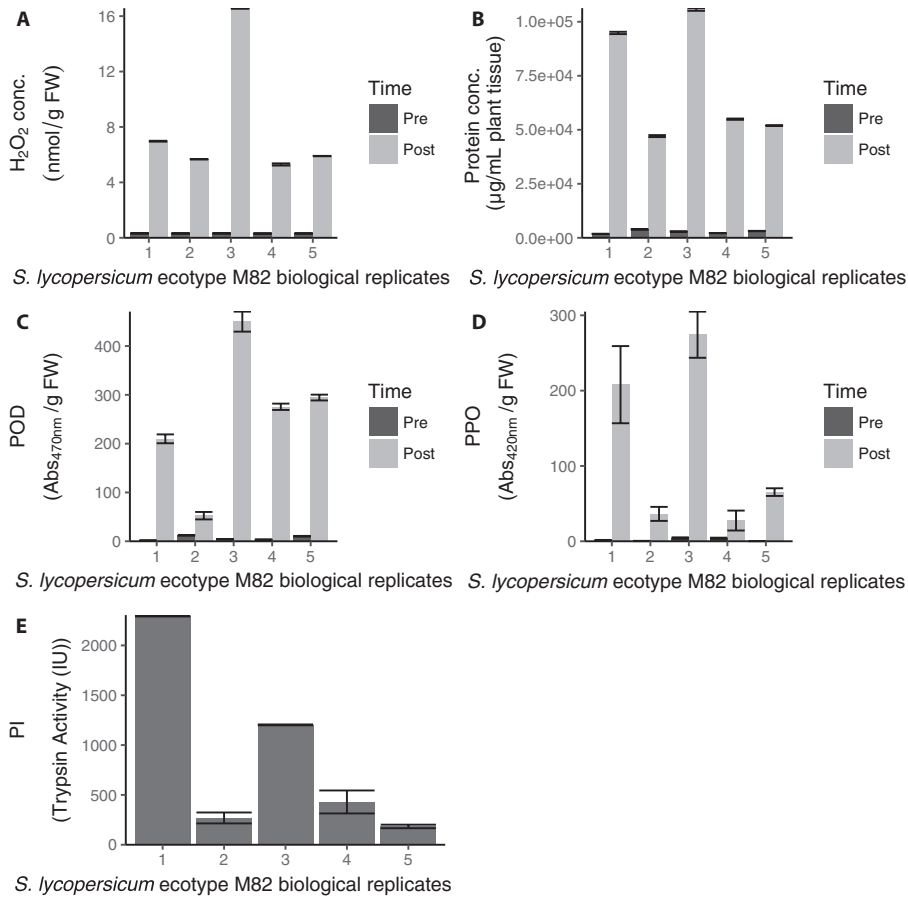 A
H₂O₂ conc.
(nmol/g FW)
16
12
8
4
0
1 2 3 4 5
Time
Pre
Post
S. lycopersicum ecotype M82 biological replicates
B
Protein conc.
(µg/mL plant tissue)
1.0e+05
7.5e+04
5.0e+04
2.5e+04
0.0e+00
1 2 3 4 5
Time
Pre
Post
S. lycopersicum ecotype M82 biological replicates
C
POD
(Abs470nm /g FW)
400
300
200
100
0
1 2 3 4 5
Time
Pre
Post
S. lycopersicum ecotype M82 biological replicates
D
PPO
(Abs420nm /g FW)
300
200
100
0
1 2 3 4 5
Time
Pre
Post
S. lycopersicum ecotype M82 biological replicates
E
PI
(Trypsin Activity (IU))
2000
1500
1000
500
0
1 2 3 4 5
S. lycopersicum ecotype M82 biological replicates